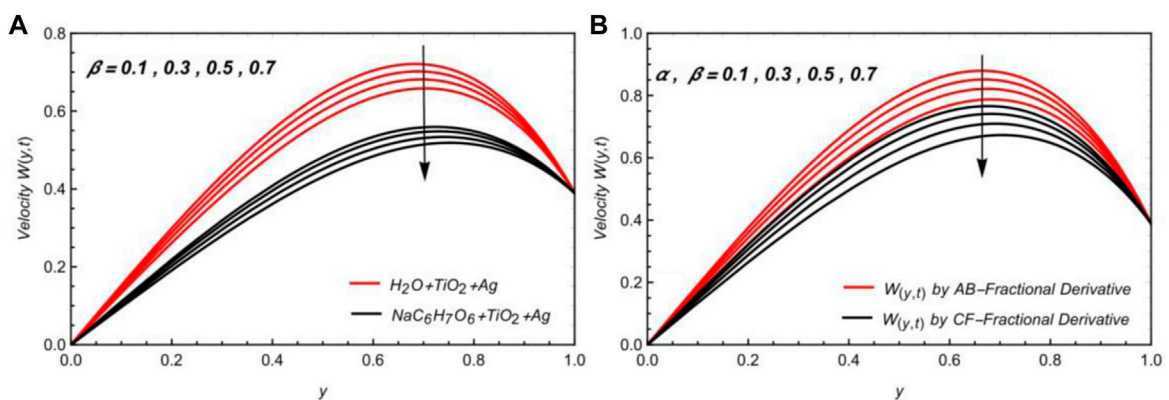 A
0.8
β = 0.1 , 0.3 , 0.5 , 0.7
0.6
Velocity W(y,t)
0.4
0.2
H2O+TiO2+Ag
NaC6H7O6+TiO2+Ag
0.0
0.0 0.2 0.4 0.6 0.8 1.0
y
B
1.0
α , β = 0.1 , 0.3 , 0.5 , 0.7
0.8
0.6
Velocity W(y,t)
0.4
0.2
W(y,t) by AB-Fractional Derivative
W(y,t) by CF-Fractional Derivative
0.0
0.0 0.2 0.4 0.6 0.8 1.0
y